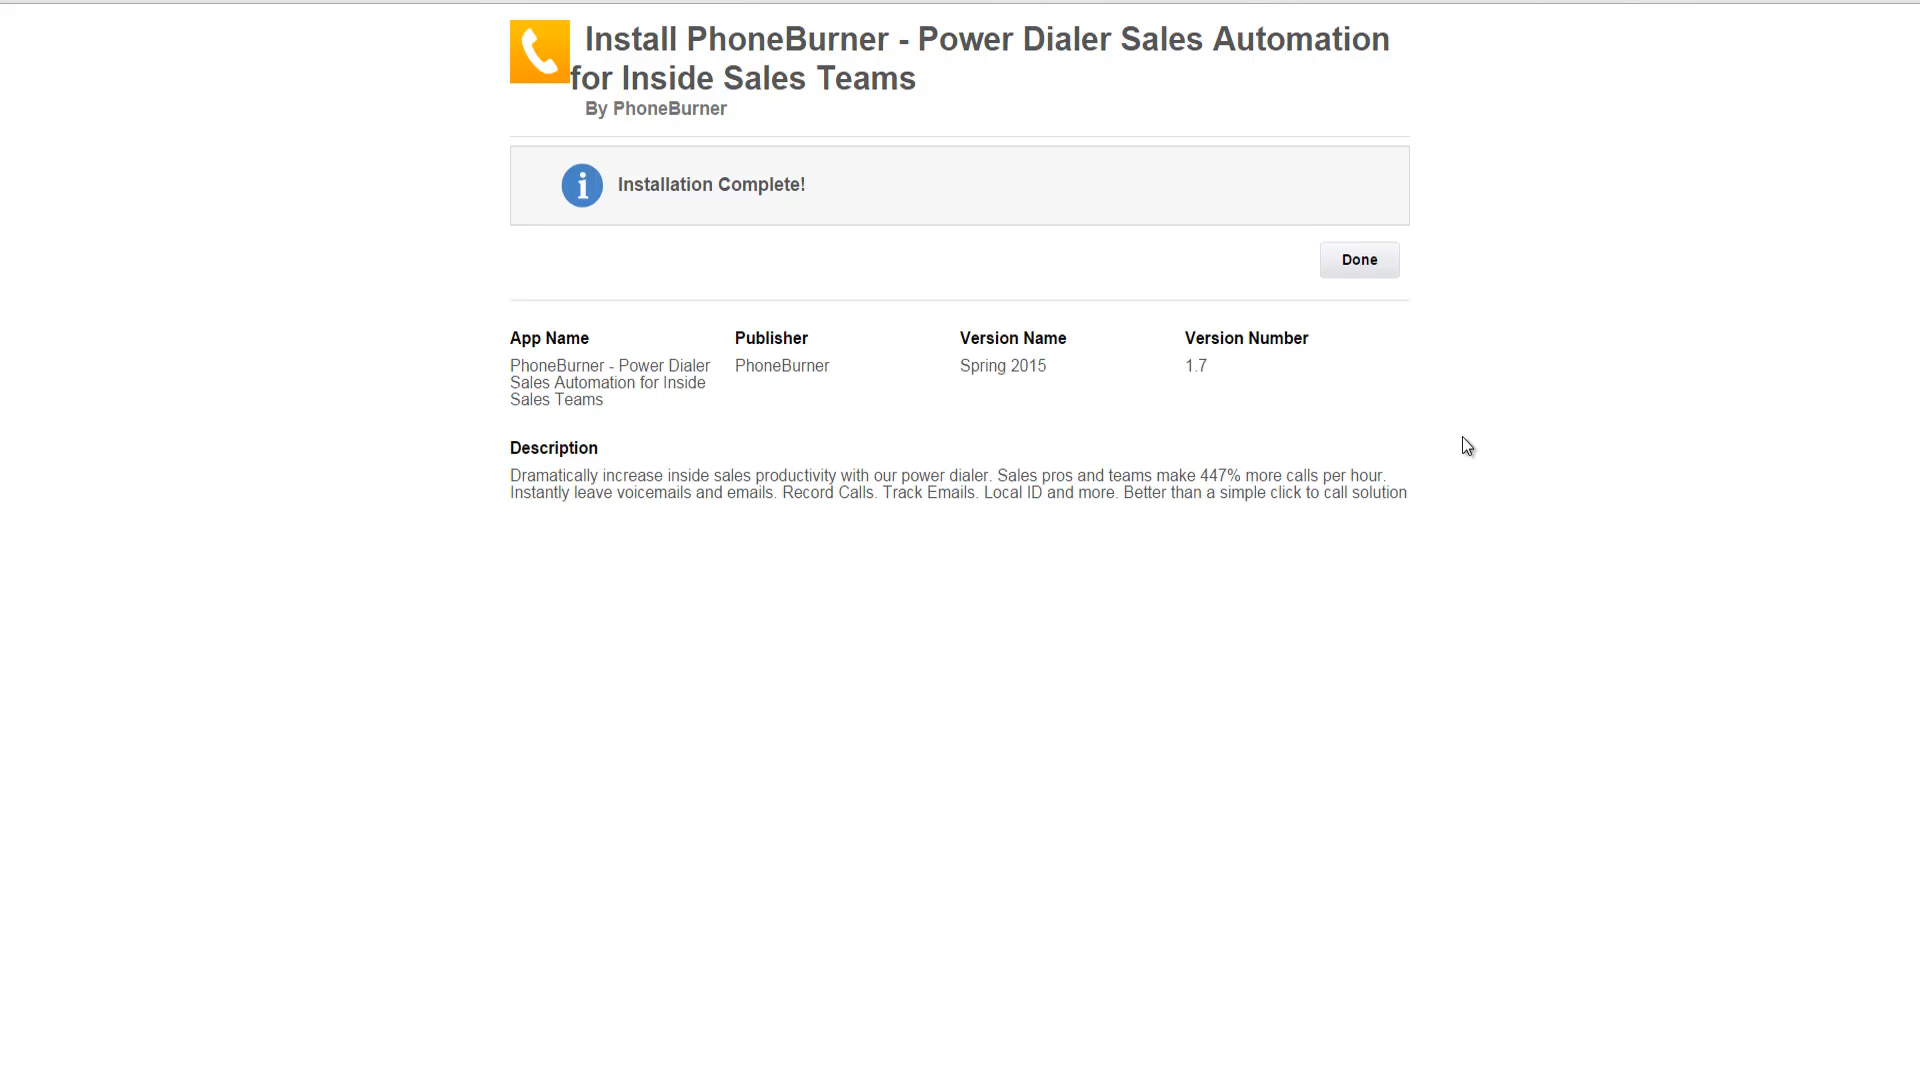 Install PhoneBurner - Power Dialer Sales Automation
for Inside Sales Teams
By PhoneBurner
Installation Complete!
Done
App Name
Publisher
Version Name
Version Number
PhoneBurner - Power Dialer
Sales Automation for Inside
Sales Teams
PhoneBurner
Spring 2015
1.7
Description
Dramatically increase inside sales productivity with our power dialer. Sales pros and teams make 447% more calls per hour.
Instantly leave voicemails and emails. Record Calls. Track Emails. Local ID and more. Better than a simple click to call solution